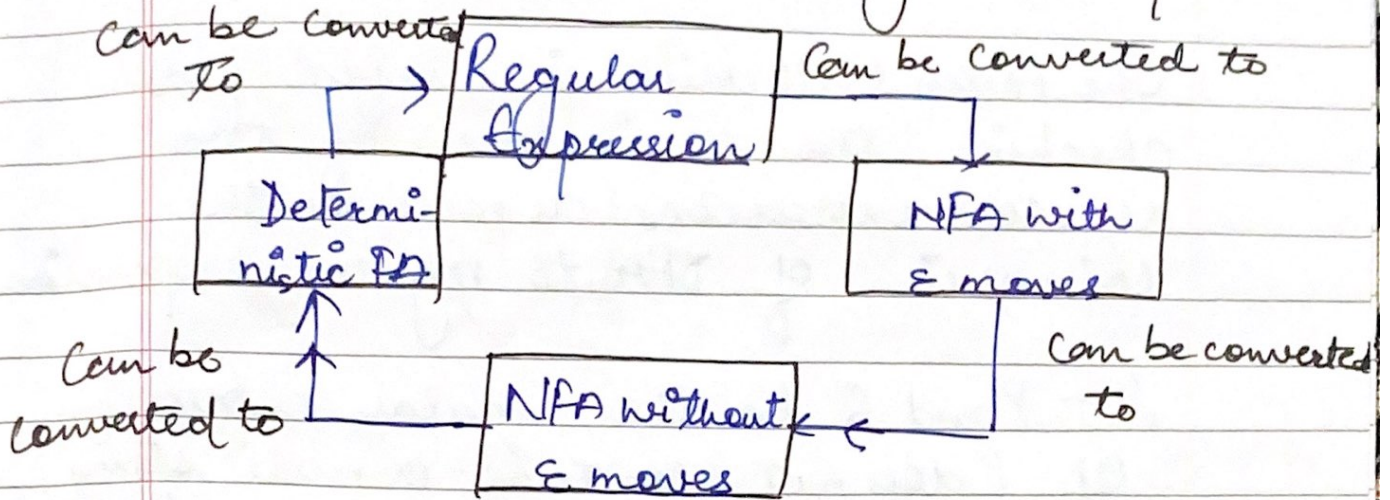 Can be converted
to
Regular
Expression
Can be converted to
Determi-
nistic FA
NFA with
ε moves
Can be
converted to
NFA without
ε moves
Can be converted
to